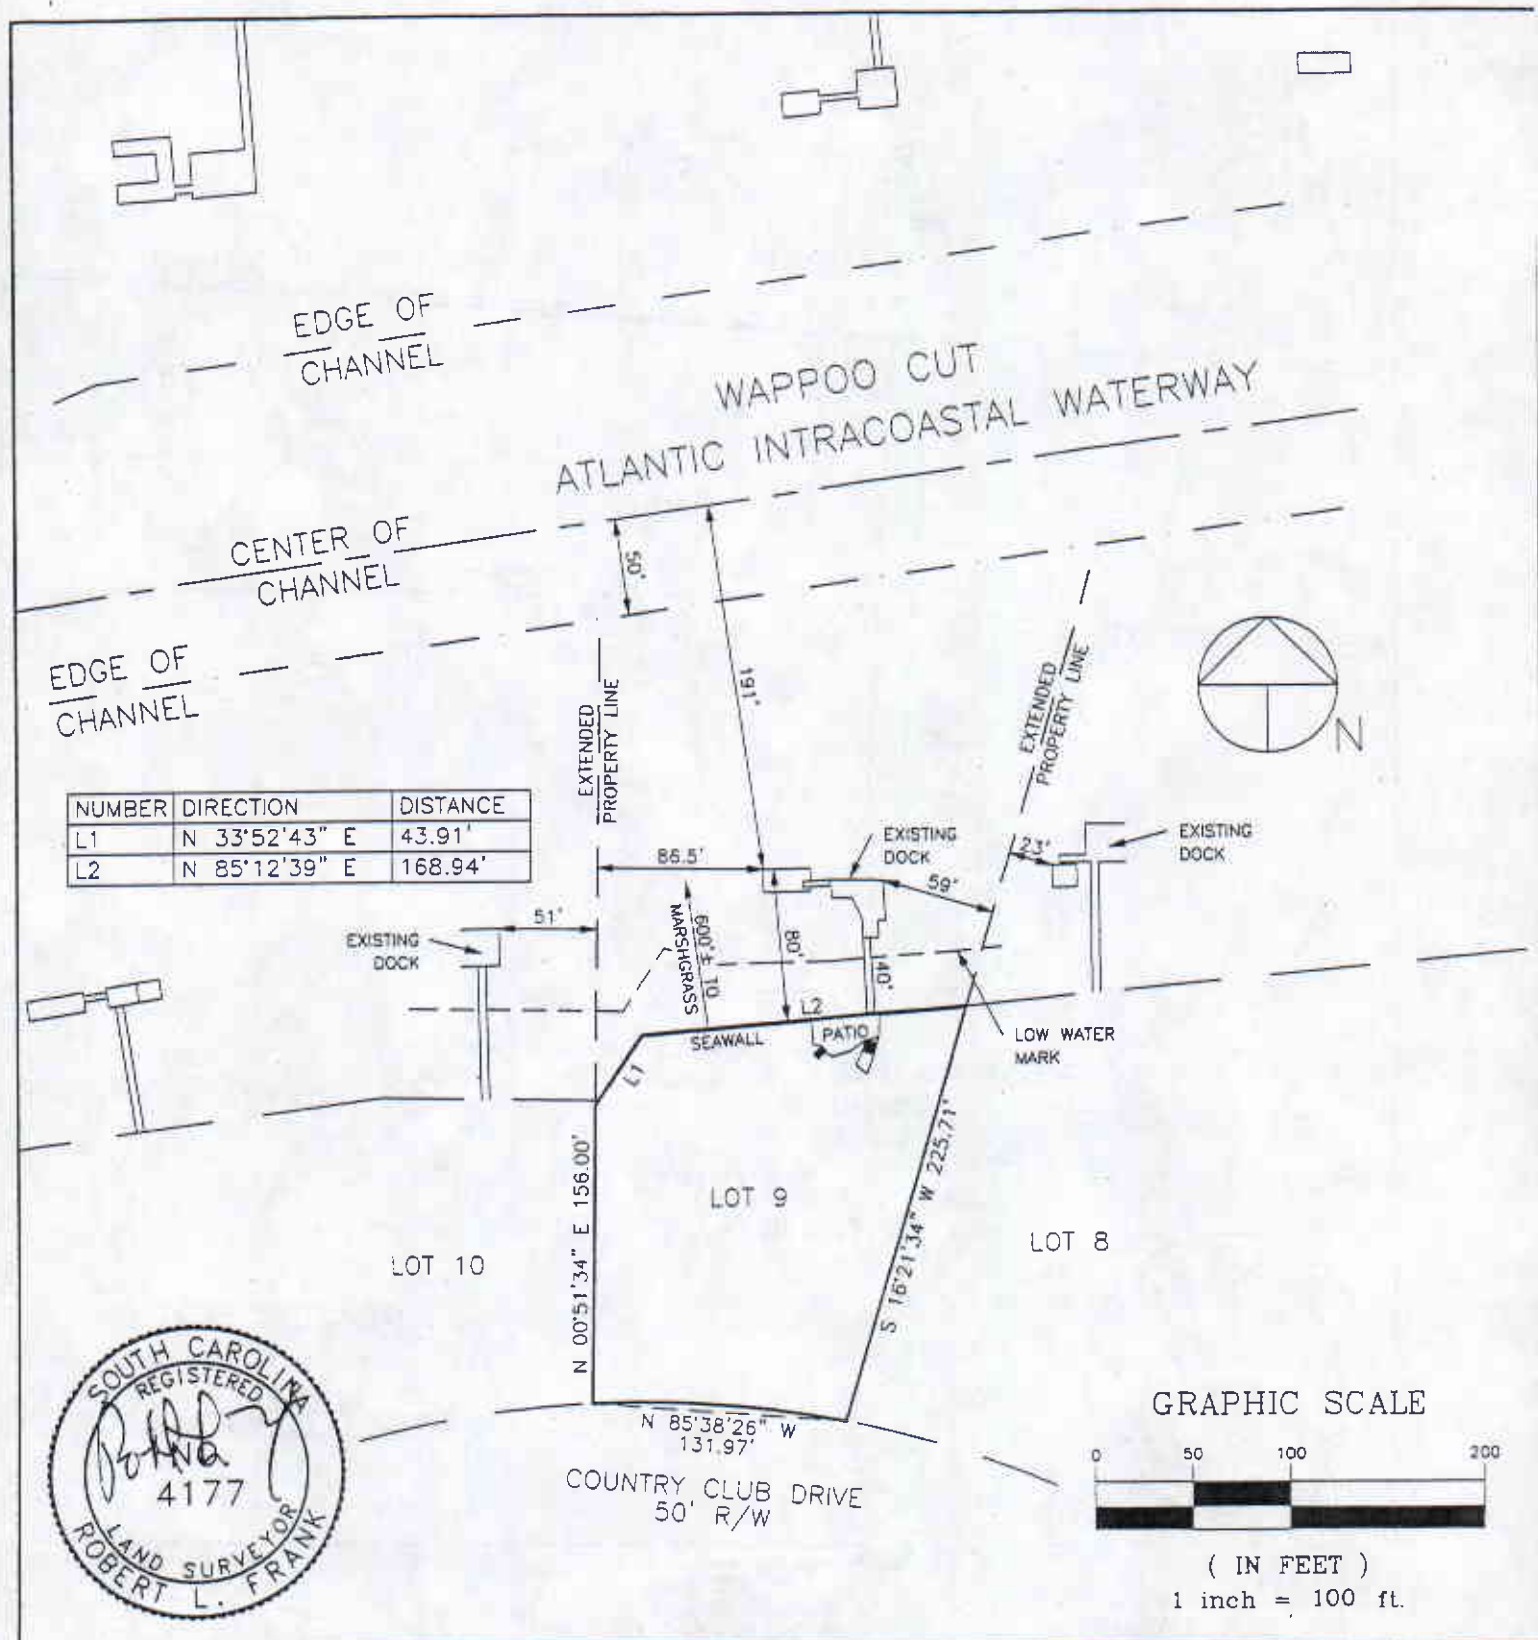 EDGE OF
CHANNEL
WAPPOO CUT
ATLANTIC INTRACOASTAL WATERWAY
CENTER OF
CHANNEL
50'
191'
EDGE OF
CHANNEL
EXTENDED
PROPERTY LINE
EXTENDED
PROPERTY LINE
N
NUMBER DIRECTION DISTANCE
L1 N 33°52'43" E 43.91'
L2 N 85°12'39" E 168.94'
86.5'
EXISTING
DOCK
59'
23'
EXISTING
DOCK
51'
EXISTING
DOCK
600'± TO
MARSHGRASS
80'
140'
L2
SEAWALL
PATIO
LOW WATER
MARK
L1
N 00°51'34" E 156.00'
LOT 9
S 16°21'34" W 225.71'
LOT 10
LOT 8
N 85°38'26" W
131.97'
COUNTRY CLUB DRIVE
50' R/W
SOUTH CAROLINA
REGISTERED
NO.
4177
LAND SURVEYOR
ROBERT L. FRANK
GRAPHIC SCALE
0 50 100 200
( IN FEET )
1 inch = 100 ft.